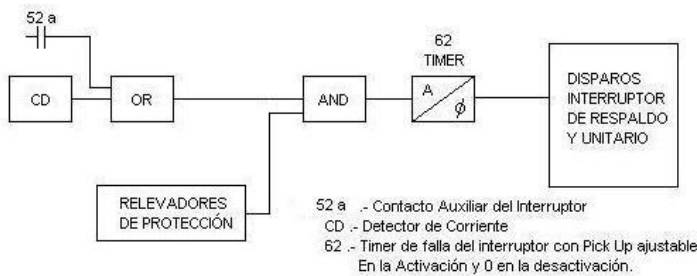 52 a
CD
OR
AND
62
TIMER
A
ϕ
DISPAROS
INTERRUPTOR
DE RESPALDO
Y UNITARIO
RELEVADORES
DE PROTECCIÓN
52 a .- Contacto Auxiliar del Interruptor
CD .- Detector de Corriente
62 .- Timer de falla del interruptor con Pick Up ajustable
En la Activación y 0 en la desactivación.